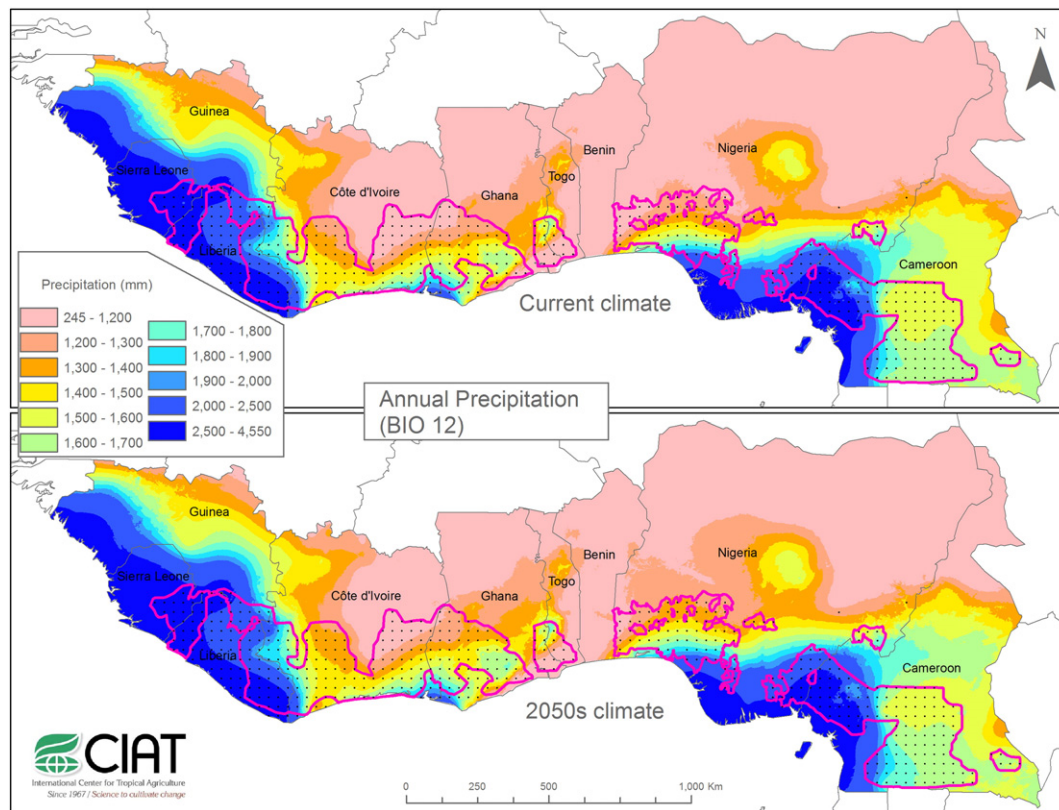 N
Guinea
Sierra Leone
Liberia
Côte d'Ivoire
Ghana
Togo
Benin
Nigeria
Cameroon
Current climate
Precipitation (mm)
245 - 1,200
1,200 - 1,300
1,300 - 1,400
1,400 - 1,500
1,500 - 1,600
1,600 - 1,700
1,700 - 1,800
1,800 - 1,900
1,900 - 2,000
2,000 - 2,500
2,500 - 4,550
Annual Precipitation
(BIO 12)
Guinea
Sierra Leone
Liberia
Côte d'Ivoire
Ghana
Togo
Benin
Nigeria
Cameroon
2050s climate
CIAT
International Center for Tropical Agriculture
Since 1967 / Science to cultivate change
0 250 500 1,000 Km